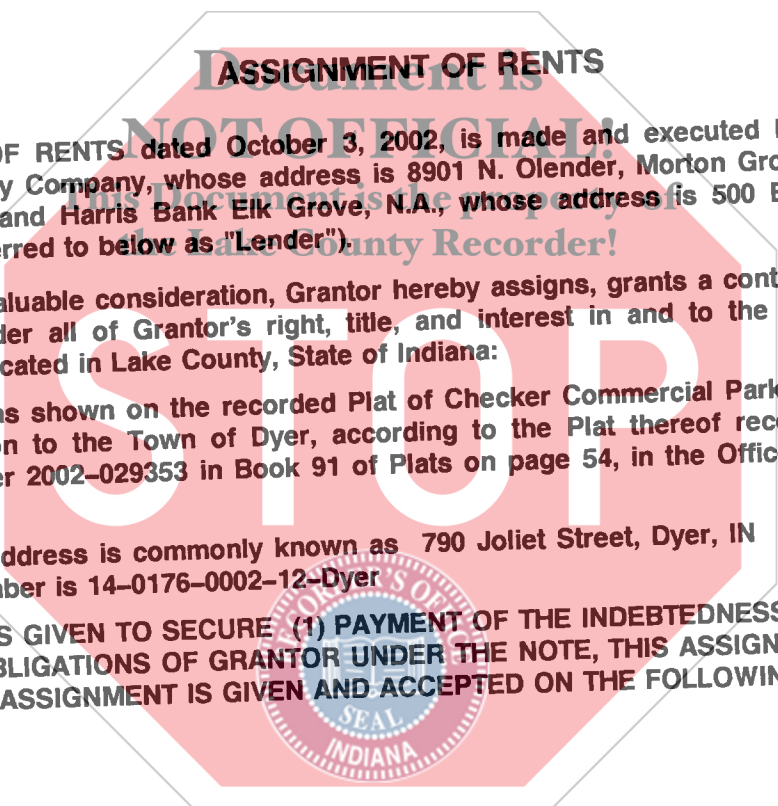 ASSIGNMENT OF RENTS
Document is
NOT OFFICIAL!
This Document is the property of
the Lake County Recorder!
OF RENTS dated October 3, 2002, is made and executed
y Company, whose address is 8901 N. Olender, Morton Gro
and Harris Bank Elk Grove, N.A., whose address is 500 E
rred to below as "Lender").
aluable consideration, Grantor hereby assigns, grants a cont
der all of Grantor's right, title, and interest in and to the
cated in Lake County, State of Indiana:
as shown on the recorded Plat of Checker Commercial Park
n to the Town of Dyer, according to the Plat thereof reco
er 2002-029353 in Book 91 of Plats on page 54, in the Offic
STOP
ddress is commonly known as 790 Joliet Street, Dyer, IN
ber is 14-0176-0002-12-Dyer
S GIVEN TO SECURE (1) PAYMENT OF THE INDEBTEDNESS
BLIGATIONS OF GRANTOR UNDER THE NOTE, THIS ASSIGN
ASSIGNMENT IS GIVEN AND ACCEPTED ON THE FOLLOWIN
RECORDER'S OFFICE
SEAL
INDIANA